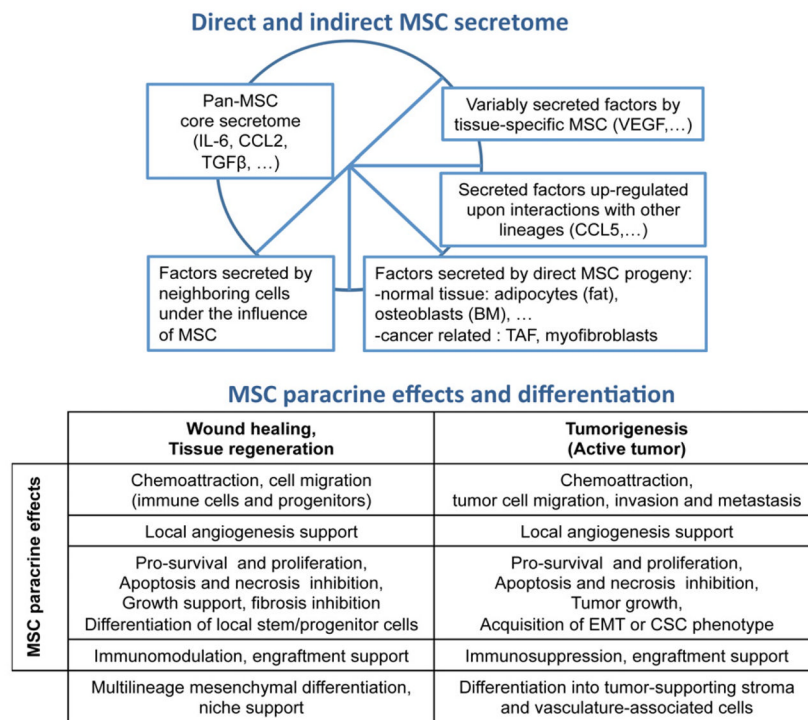 Direct and indirect MSC secretome
Pan-MSC
core secretome
(IL-6, CCL2,
TGFβ, …)
Variably secreted factors by
tissue-specific MSC (VEGF,…)
Secreted factors up-regulated
upon interactions with other
lineages (CCL5,…)
Factors secreted by
neighboring cells
under the influence
of MSC
Factors secreted by direct MSC progeny:
-normal tissue: adipocytes (fat),
osteoblasts (BM), …
-cancer related : TAF, myofibroblasts
MSC paracrine effects and differentiation
Wound healing,
Tissue regeneration
Tumorigenesis
(Active tumor)
MSC paracrine effects
Chemoattraction, cell migration
(immune cells and progenitors)
Chemoattraction,
tumor cell migration, invasion and metastasis
Local angiogenesis support
Local angiogenesis support
Pro-survival and proliferation,
Apoptosis and necrosis inhibition,
Growth support, fibrosis inhibition
Differentiation of local stem/progenitor cells
Pro-survival and proliferation,
Apoptosis and necrosis inhibition,
Tumor growth,
Acquisition of EMT or CSC phenotype
Immunomodulation, engraftment support
Immunosuppression, engraftment support
Multilineage mesenchymal differentiation,
niche support
Differentiation into tumor-supporting stroma
and vasculature-associated cells